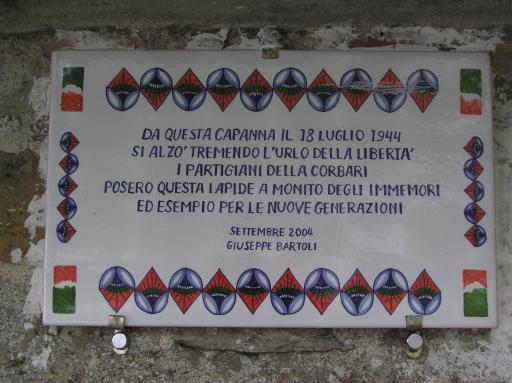 DA QUESTA CAPANNA IL 18 LUGLIO 1944
SI ALZO' TREMENDO L'URLO DELLA LIBERTA'
I PARTIGIANI DELLA CORBARI
POSERO QUESTA LAPIDE A MONITO DEGLI IMMEMORI
ED ESEMPIO PER LE NUOVE GENERAZIONI
SETTEMBRE 2004
GIUSEPPE BARTOLI